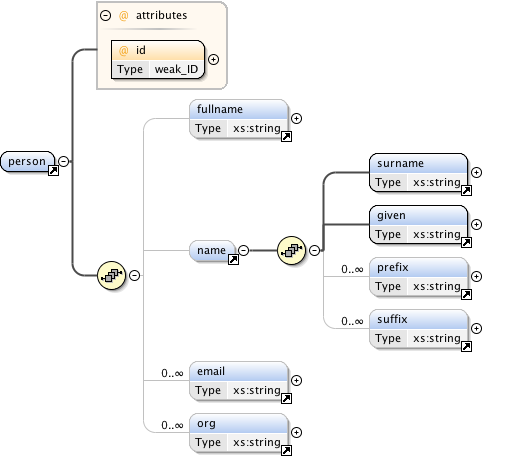 @ attributes
@ id
Type weak_ID
fullname
Type xs:string
person
surname
Type xs:string
given
Type xs:string
name
0..∞ prefix
Type xs:string
0..∞ suffix
Type xs:string
0..∞ email
Type xs:string
0..∞ org
Type xs:string